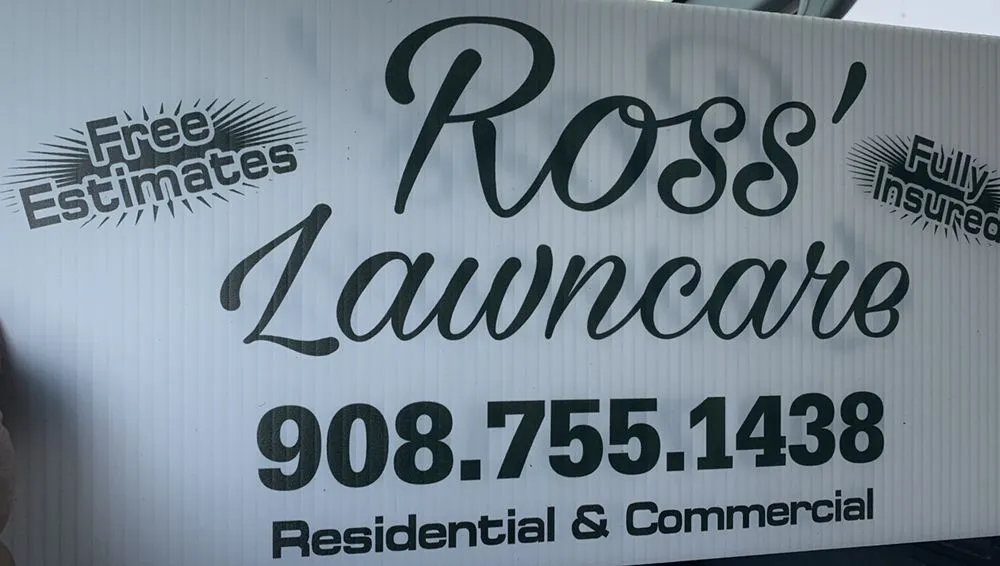 Ross'
Lawncare
Free
Estimates
Fully
Insured
908.755.1438
Residential & Commercial